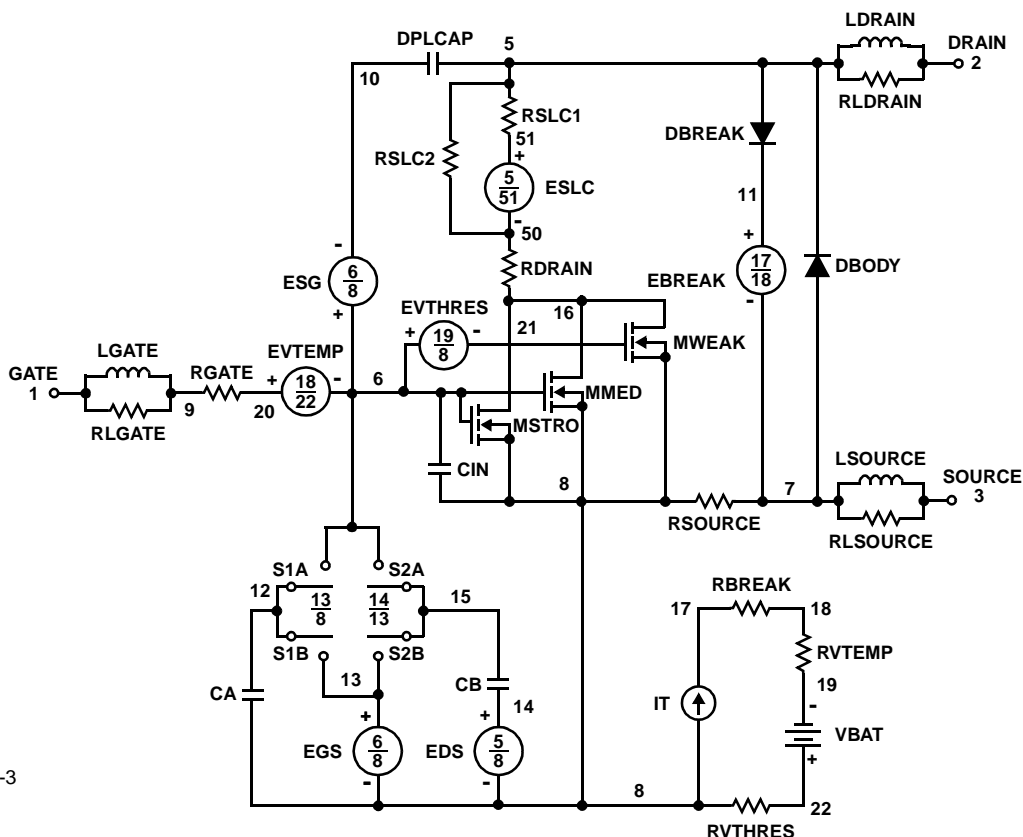 LDRAIN
DPLCAP
5
DRAIN
2
10
RLDRAIN
RSLC1
51
DBREAK
RSLC2
+
5
51
ESLC
11
-
50
-
+
RDRAIN
17
18
EBREAK
DBODY
ESG
6
8
EVTHRES
16
-
+
+
19
8
-
21
LGATE
EVTEMP
MWEAK
GATE
1
RGATE
+
18
22
-
6
MMED
9
20
MSTRO
RLGATE
LSOURCE
CIN
8
7
SOURCE
3
RSOURCE
RLSOURCE
S1A
S2A
12
13
8
14
13
15
RBREAK
17
18
S1B
S2B
RVTEMP
13
CB
19
CA
14
IT
-
+
+
VBAT
EGS
6
8
EDS
5
8
+
-
-
8
22
-3
RVTHRES